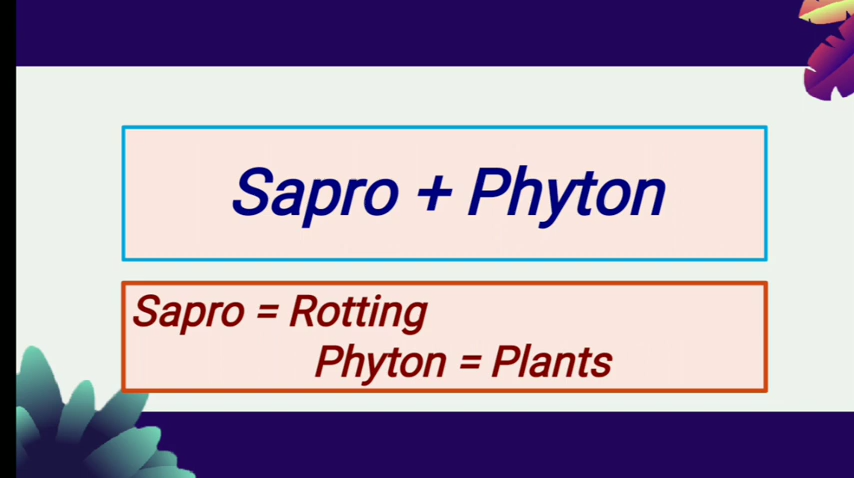 Sapro + Phyton
Sapro = Rotting
Phyton = Plants